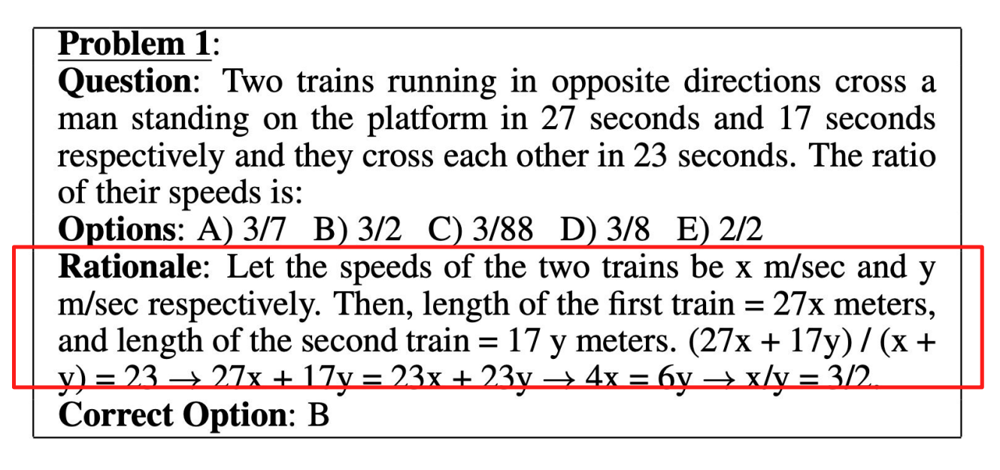 Problem 1:
Question: Two trains running in opposite directions cross a
man standing on the platform in 27 seconds and 17 seconds
respectively and they cross each other in 23 seconds. The ratio
of their speeds is:
Options: A) 3/7 B) 3/2 C) 3/88 D) 3/8 E) 2/2
Rationale: Let the speeds of the two trains be x m/sec and y
m/sec respectively. Then, length of the first train = 27x meters,
and length of the second train = 17 y meters. (27x + 17y) / (x +
y) = 23 → 27x + 17y = 23x + 23y → 4x = 6y → x/y = 3/2.
Correct Option: B